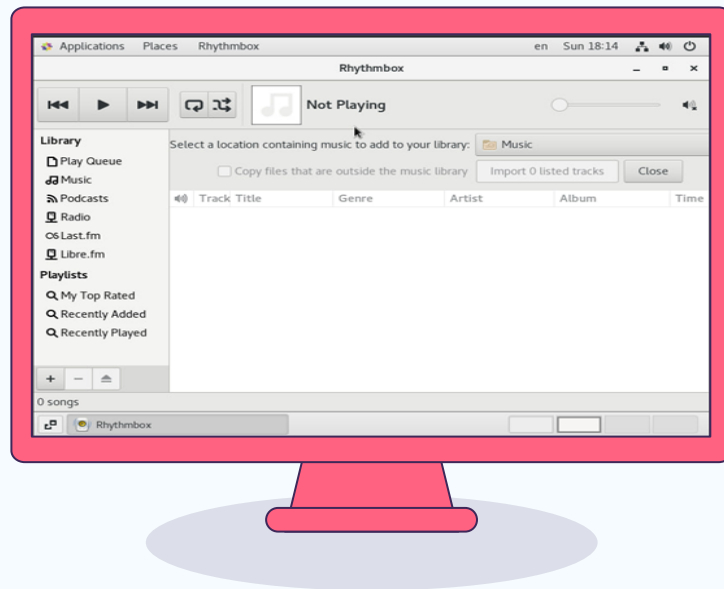 Applications Places Rhythmbox en Sun 18:14
Rhythmbox
Not Playing
Library
Play Queue
Music
Podcasts
Radio
Last.fm
Libre.fm
Playlists
My Top Rated
Recently Added
Recently Played
Select a location containing music to add to your library: Music
Copy files that are outside the music library Import 0 listed tracks Close
Track Title Genre Artist Album Time
0 songs
Rhythmbox